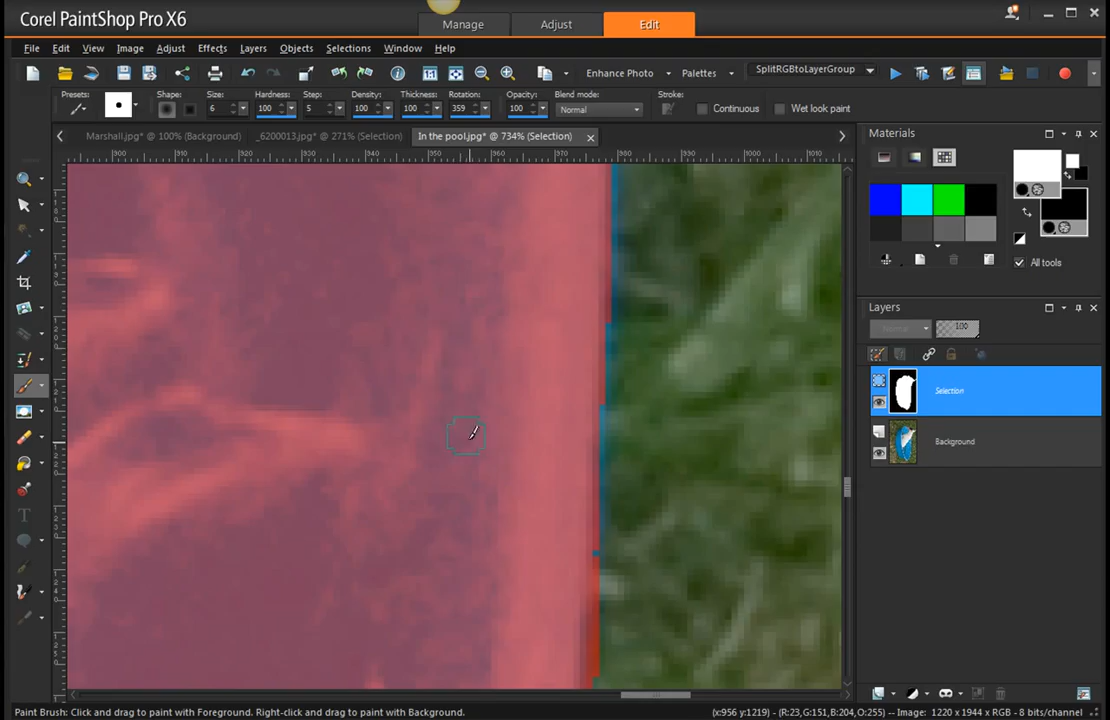 Corel PaintShop Pro X6
Manage
Adjust
Edit
File Edit View Image Adjust Effects Layers Objects Selections Window Help
Enhance Photo
Palettes
SplitRGBtoLayerGroup
Presets:
Shape:
Size:
6
Hardness:
100
Step:
5
Density:
100
Thickness:
100
Rotation:
359
Opacity:
100
Blend mode:
Normal
Stroke:
Continuous
Wet look paint
Marshall.jpg* @ 100% (Background)
_6200013.jpg* @ 271% (Selection)
In the pool.jpg* @ 734% (Selection)
Materials
All tools
Layers
Normal
100
Selection
Background
Paint Brush: Click and drag to paint with Foreground. Right-click and drag to paint with Background.
(x:956 y:1219) -- (R:23,G:151,B:204,O:255) -- Image: 1220 x 1944 x RGB - 8 bits/channel